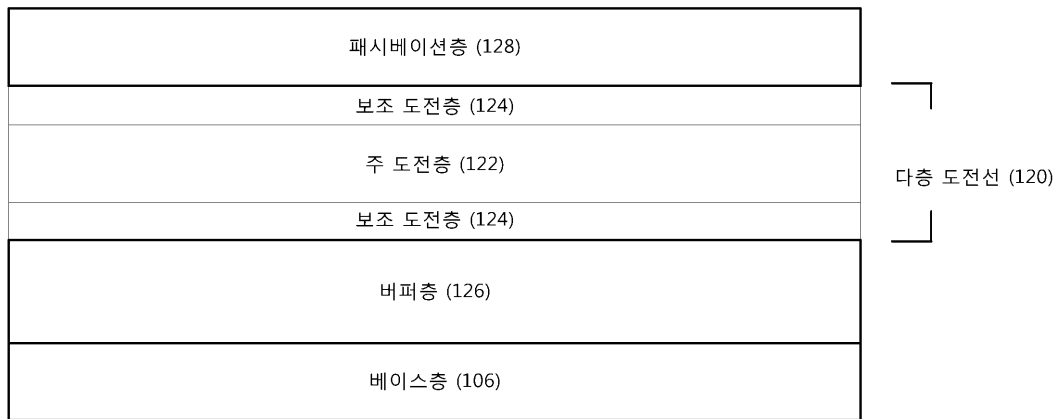 패시베이션층 (128)
보조 도전층 (124)
주 도전층 (122)
다층 도전선 (120)
보조 도전층 (124)
버퍼층 (126)
베이스층 (106)